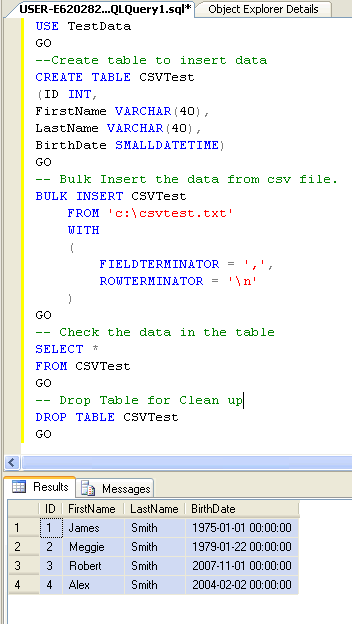 USER-E620282...QLQuery1.sql* Object Explorer Details
USE TestData
GO
--Create table to insert data
CREATE TABLE CSVTest
(ID INT,
FirstName VARCHAR(40),
LastName VARCHAR(40),
BirthDate SMALLDATETIME)
GO
-- Bulk Insert the data from csv file.
BULK INSERT CSVTest
FROM 'c:\csvtest.txt'
WITH
(
FIELDTERMINATOR = ',',
ROWTERMINATOR = '\n'
)
GO
-- Check the data in the table
SELECT *
FROM CSVTest
GO
-- Drop Table for Clean up
DROP TABLE CSVTest
GO
Results Messages
ID FirstName LastName BirthDate
1 1 James Smith 1975-01-01 00:00:00
2 2 Meggie Smith 1979-01-22 00:00:00
3 3 Robert Smith 2007-11-01 00:00:00
4 4 Alex Smith 2004-02-02 00:00:00